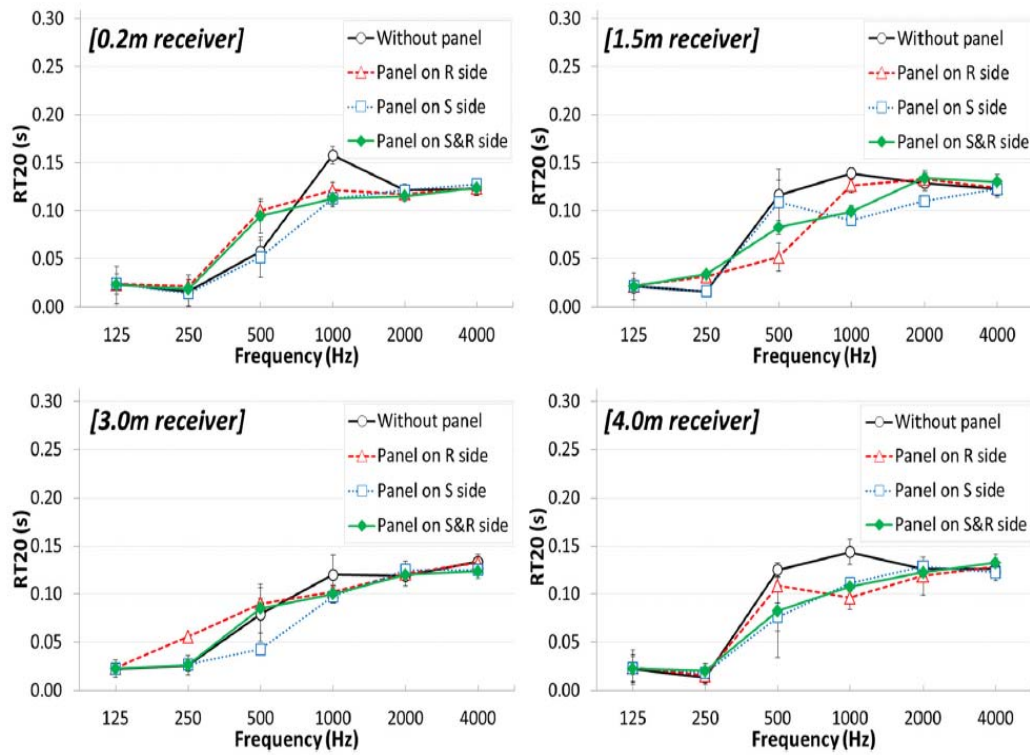 [0.2m receiver]
Without panel
Panel on R side
Panel on S side
Panel on S&R side
RT20 (s)
0.30
0.25
0.20
0.15
0.10
0.05
0.00
125 250 500 1000 2000 4000
Frequency (Hz)
[1.5m receiver]
Without panel
Panel on R side
Panel on S side
Panel on S&R side
RT20 (s)
0.30
0.25
0.20
0.15
0.10
0.05
0.00
125 250 500 1000 2000 4000
Frequency (Hz)
[3.0m receiver]
Without panel
Panel on R side
Panel on S side
Panel on S&R side
RT20 (s)
0.30
0.25
0.20
0.15
0.10
0.05
0.00
125 250 500 1000 2000 4000
Frequency (Hz)
[4.0m receiver]
Without panel
Panel on R side
Panel on S side
Panel on S&R side
RT20 (s)
0.30
0.25
0.20
0.15
0.10
0.05
0.00
125 250 500 1000 2000 4000
Frequency (Hz)